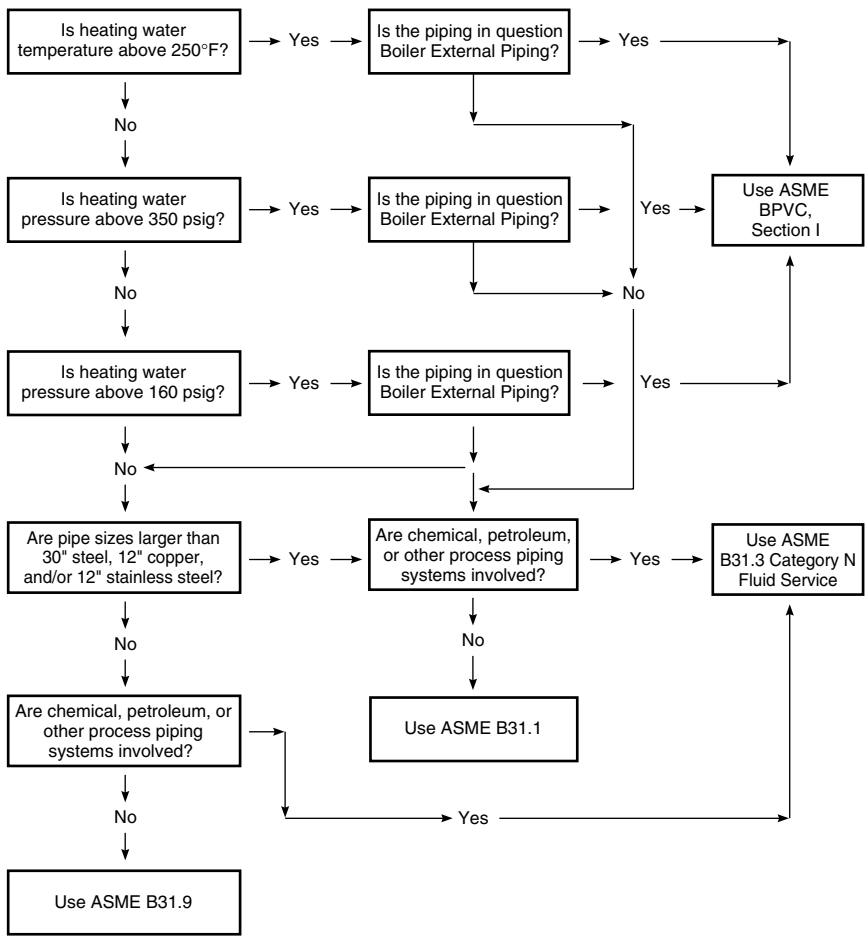 Is heating water
temperature above 250°F?
Yes
Is the piping in question
Boiler External Piping?
Yes
No
Is heating water
pressure above 350 psig?
Yes
Is the piping in question
Boiler External Piping?
Yes
Use ASME
BPVC,
Section I
No
No
Is heating water
pressure above 160 psig?
Yes
Is the piping in question
Boiler External Piping?
Yes
No
Are pipe sizes larger than
30" steel, 12" copper,
and/or 12" stainless steel?
Yes
Are chemical, petroleum,
or other process piping
systems involved?
Yes
Use ASME
B31.3 Category N
Fluid Service
No
No
Are chemical, petroleum, or
other process piping
systems involved?
Use ASME B31.1
No
Yes
Use ASME B31.9